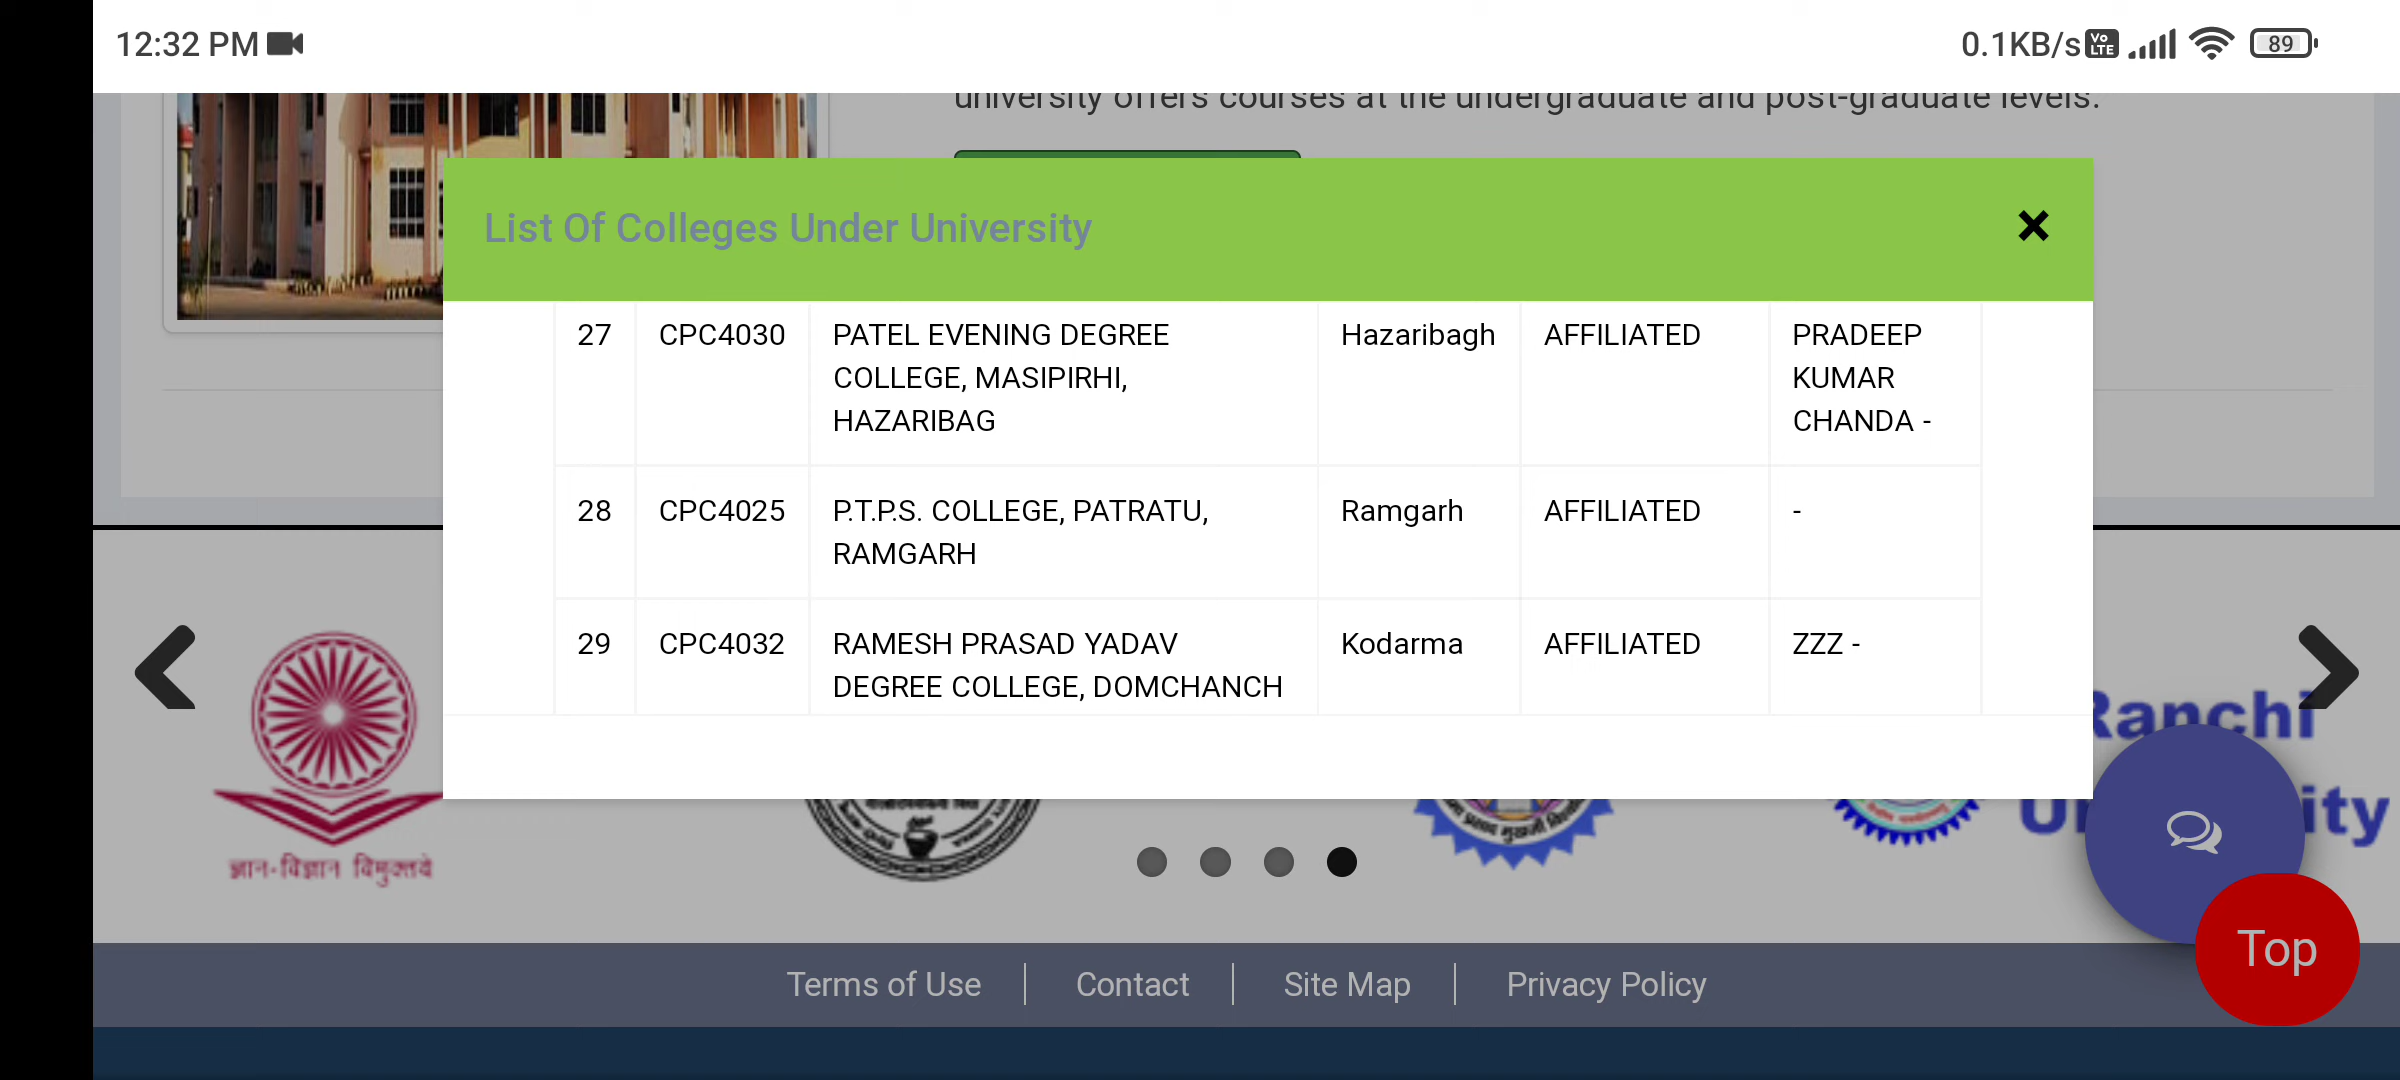 12:32 PM
0.1KB/s Vo LTE 89
university offers courses at the undergraduate and post-graduate levels.
List Of Colleges Under University
27 CPC4030 PATEL EVENING DEGREE Hazaribagh AFFILIATED PRADEEP
COLLEGE, MASIPIRHI, KUMAR
HAZARIBAG CHANDA -
28 CPC4025 P.T.P.S. COLLEGE, PATRATU, Ramgarh AFFILIATED -
RAMGARH
29 CPC4032 RAMESH PRASAD YADAV Kodarma AFFILIATED ZZZ -
DEGREE COLLEGE, DOMCHANCH
Ranchi
ज्ञान-विज्ञान विमुक्तये
Top
Terms of Use
Contact
Site Map
Privacy Policy